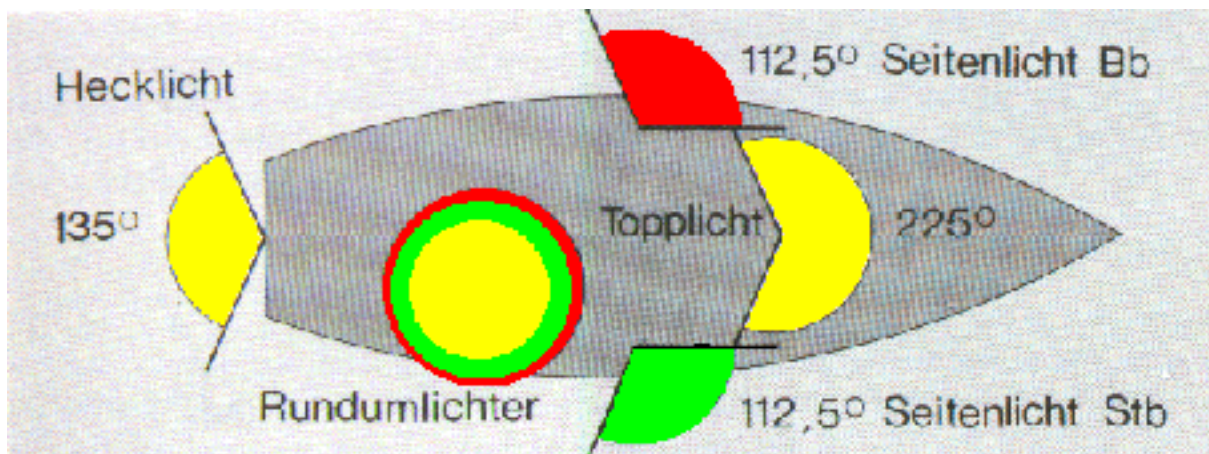 112,5° Seitenlicht Bb
Hecklicht
135°
Topplicht
225°
Rundumlichter
112,5° Seitenlicht Stb